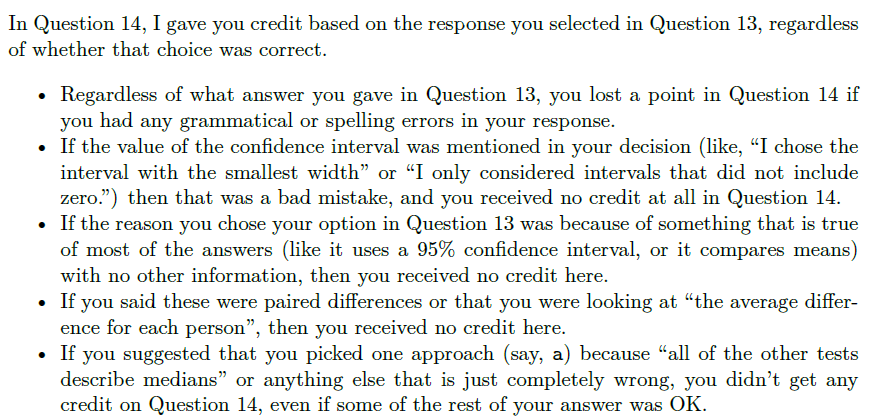 In Question 14, I gave you credit based on the response you selected in Question 13, regardless
of whether that choice was correct.
• Regardless of what answer you gave in Question 13, you lost a point in Question 14 if
you had any grammatical or spelling errors in your response.
• If the value of the confidence interval was mentioned in your decision (like, “I chose the
interval with the smallest width” or “I only considered intervals that did not include
zero.”) then that was a bad mistake, and you received no credit at all in Question 14.
• If the reason you chose your option in Question 13 was because of something that is true
of most of the answers (like it uses a 95% confidence interval, or it compares means)
with no other information, then you received no credit here.
• If you said these were paired differences or that you were looking at “the average differ-
ence for each person”, then you received no credit here.
• If you suggested that you picked one approach (say, a) because “all of the other tests
describe medians” or anything else that is just completely wrong, you didn’t get any
credit on Question 14, even if some of the rest of your answer was OK.